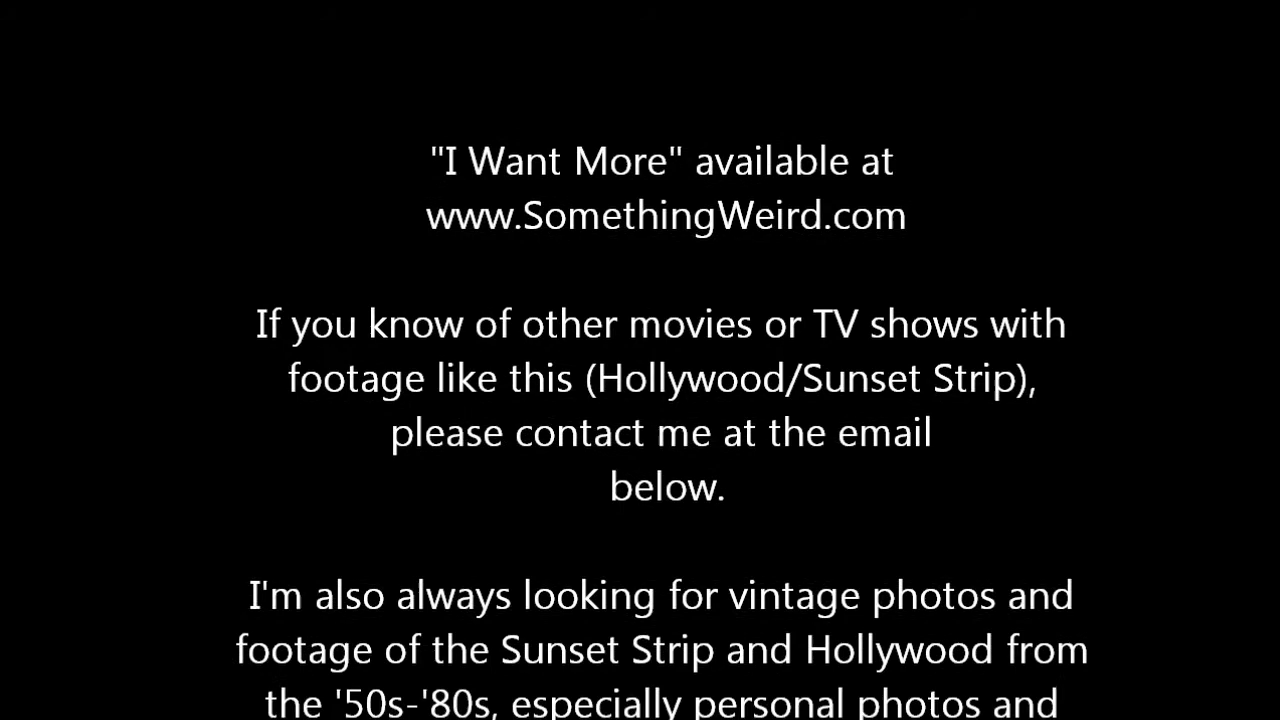 "I Want More" available at
www.SomethingWeird.com
If you know of other movies or TV shows with
footage like this (Hollywood/Sunset Strip),
please contact me at the email
below.
I'm also always looking for vintage photos and
footage of the Sunset Strip and Hollywood from
the '50s-'80s, especially personal photos and